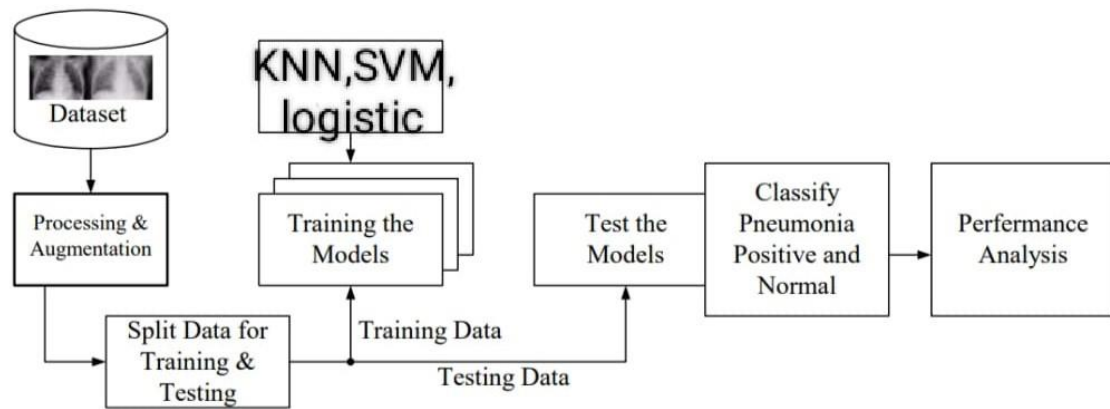 Dataset
KNN,SVM,
logistic
Processing &
Augmentation
Training the
Models
Test the
Models
Classify
Pneumonia
Positive and
Normal
Perfermance
Analysis
Split Data for
Training &
Testing
Training Data
Testing Data